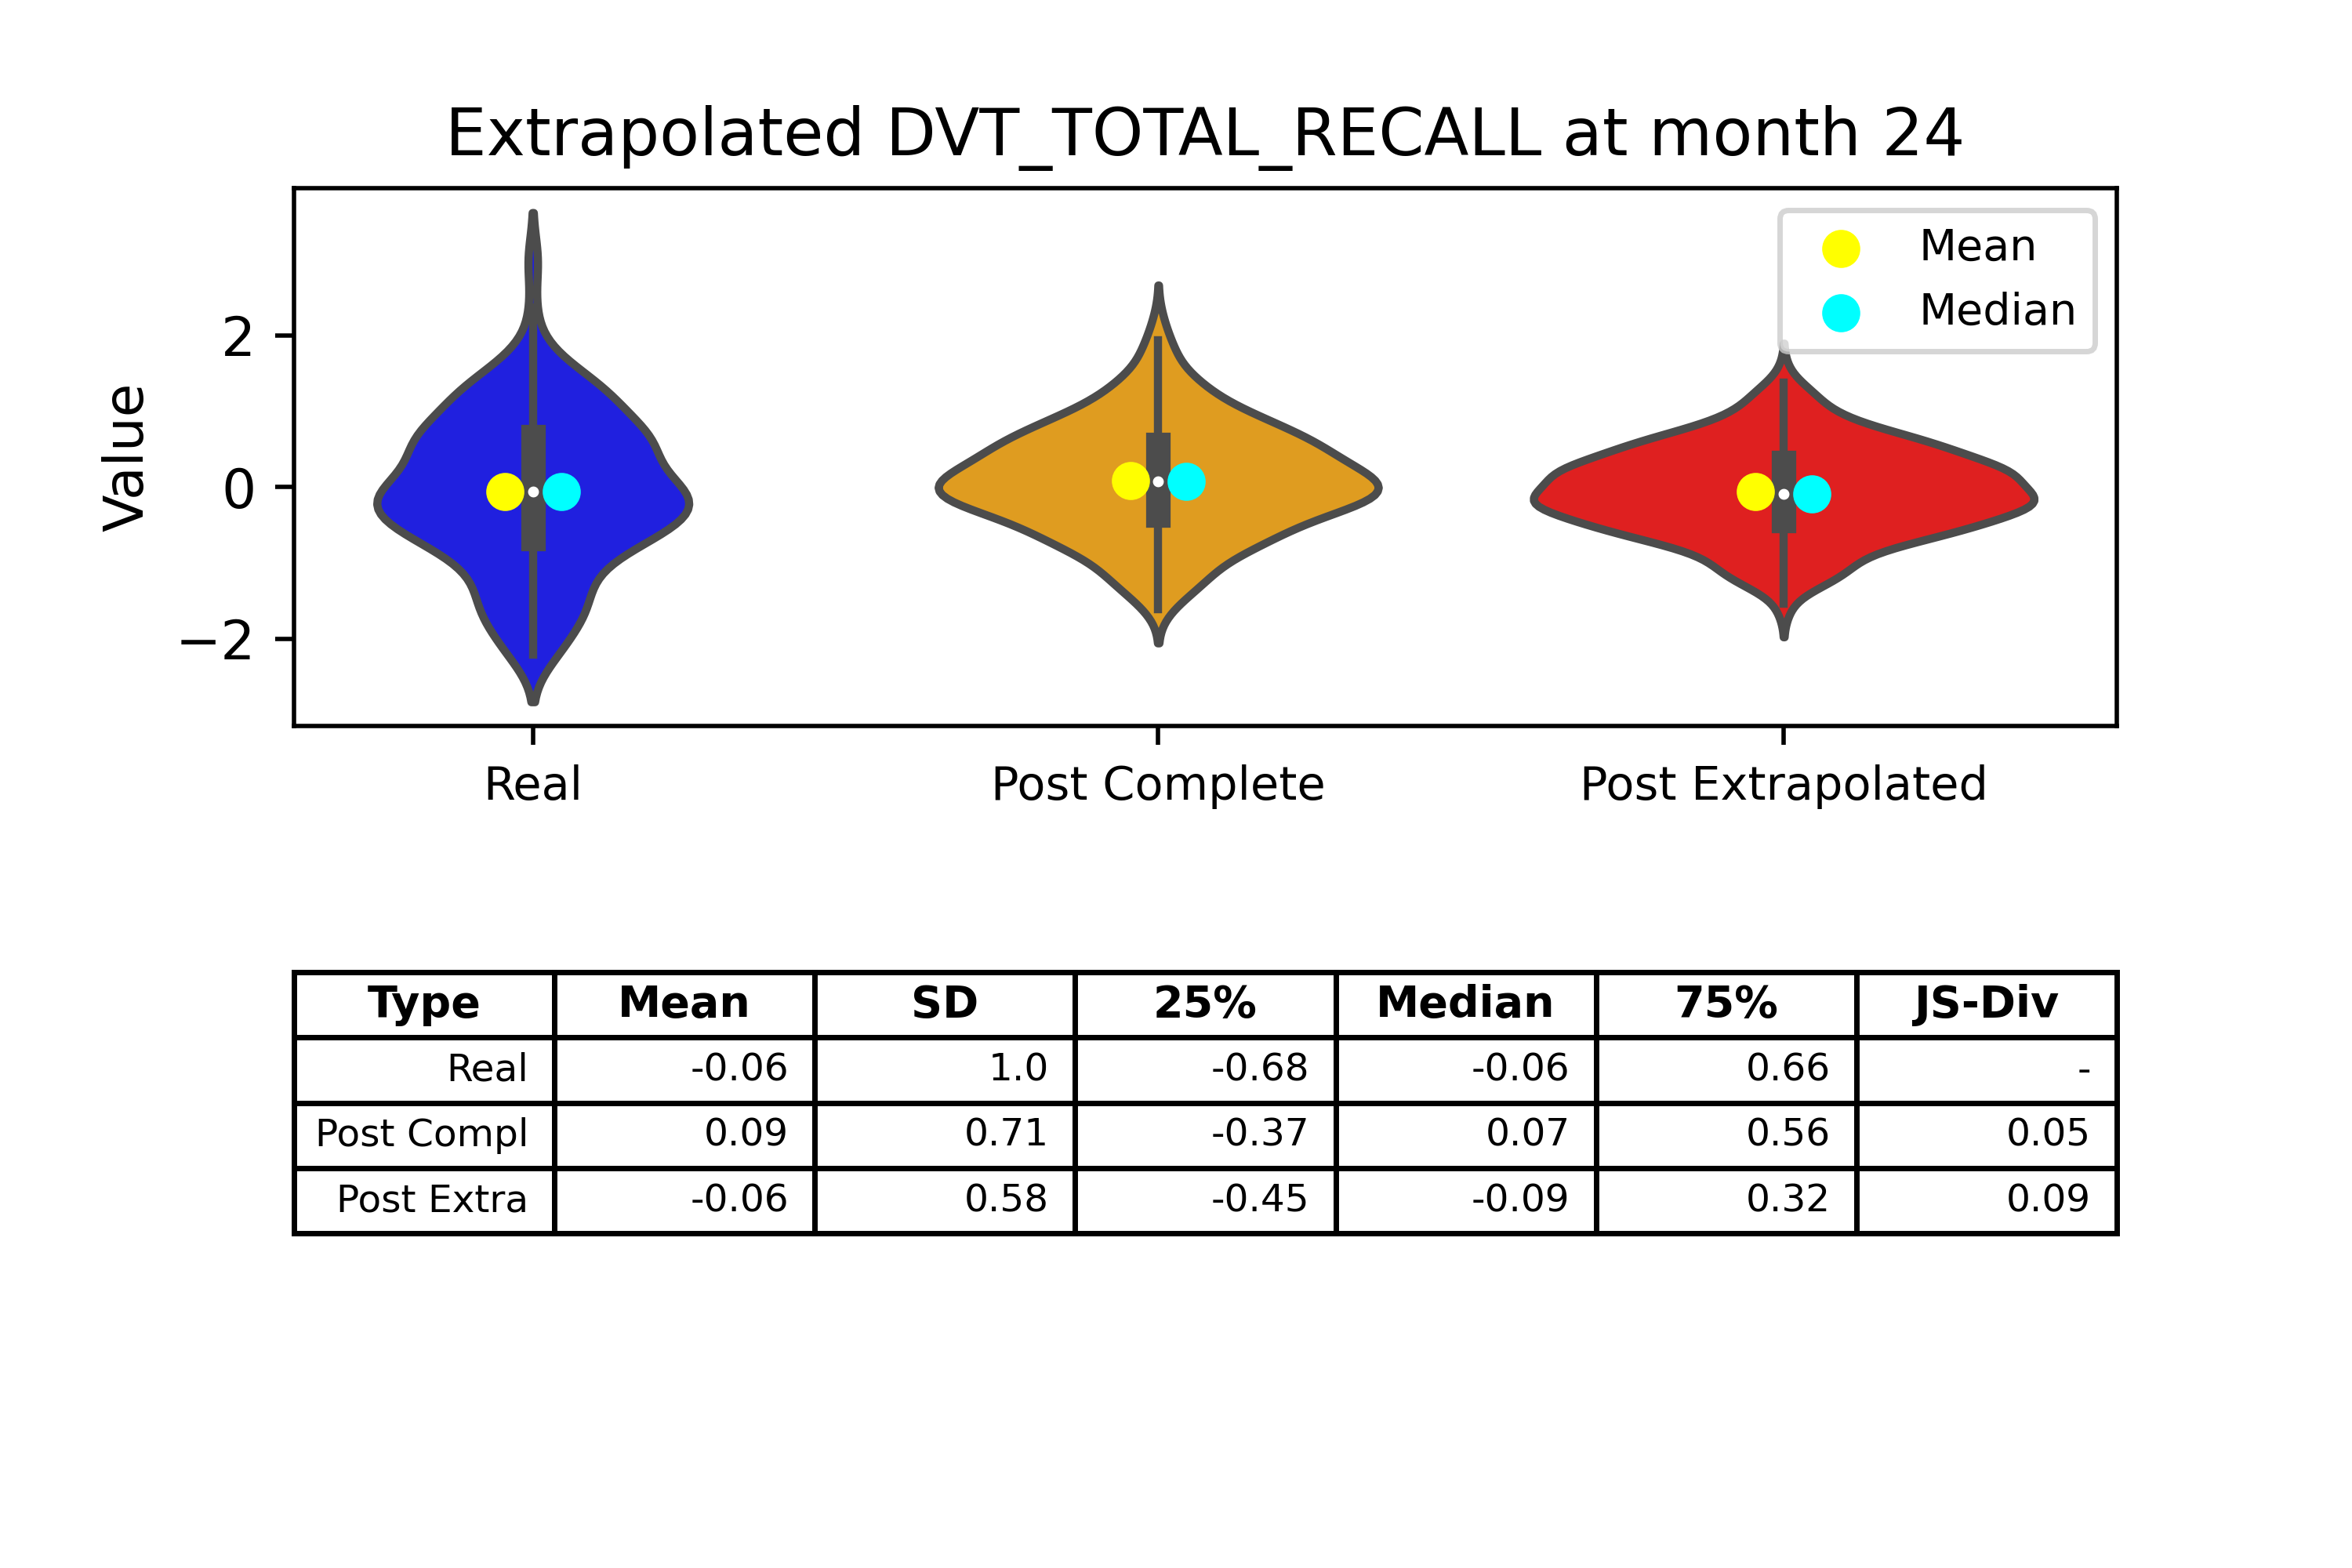 Extrapolated DVT_TOTAL_RECALL at month 24
Mean
Median
Value
2
0
−2
Real Post Complete Post Extrapolated
Type Mean SD 25% Median 75% JS-Div
Real -0.06 1.0 -0.68 -0.06 0.66 -
Post Compl 0.09 0.71 -0.37 0.07 0.56 0.05
Post Extra -0.06 0.58 -0.45 -0.09 0.32 0.09